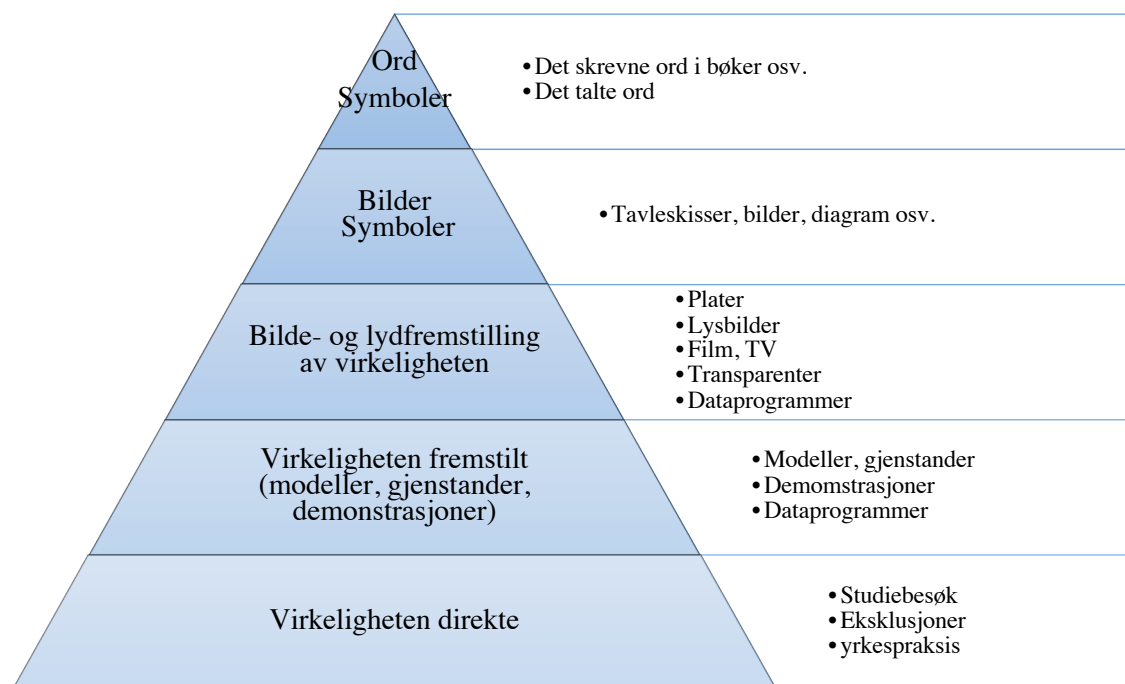 Ord
Symboler
• Det skrevne ord i bøker osv.
• Det talte ord
Bilder
Symboler
• Tavleskisser, bilder, diagram osv.
Bilde- og lydfremstilling
av virkeligheten
• Plater
• Lysbilder
• Film, TV
• Transparenter
• Dataprogrammer
Virkeligheten fremstilt
(modeller, gjenstander,
demonstrasjoner)
• Modeller, gjenstander
• Demomstrasjoner
• Dataprogrammer
Virkeligheten direkte
• Studiebesøk
• Eksklusjoner
• yrkespraksis